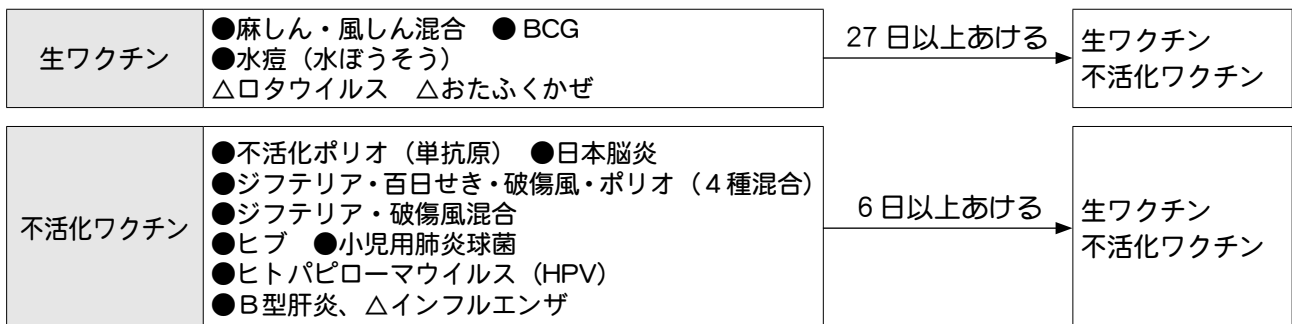 生ワクチン
●麻しん・風しん混合　●BCG
●水痘（水ぼうそう）
△ロタウイルス　△おたふくかぜ
27日以上あける
生ワクチン
不活化ワクチン
不活化ワクチン
●不活化ポリオ（単抗原）　●日本脳炎
●ジフテリア・百日せき・破傷風・ポリオ（４種混合）
●ジフテリア・破傷風混合
●ヒブ　●小児用肺炎球菌
●ヒトパピローマウイルス（HPV）
●Ｂ型肝炎、△インフルエンザ
6日以上あける
生ワクチン
不活化ワクチン